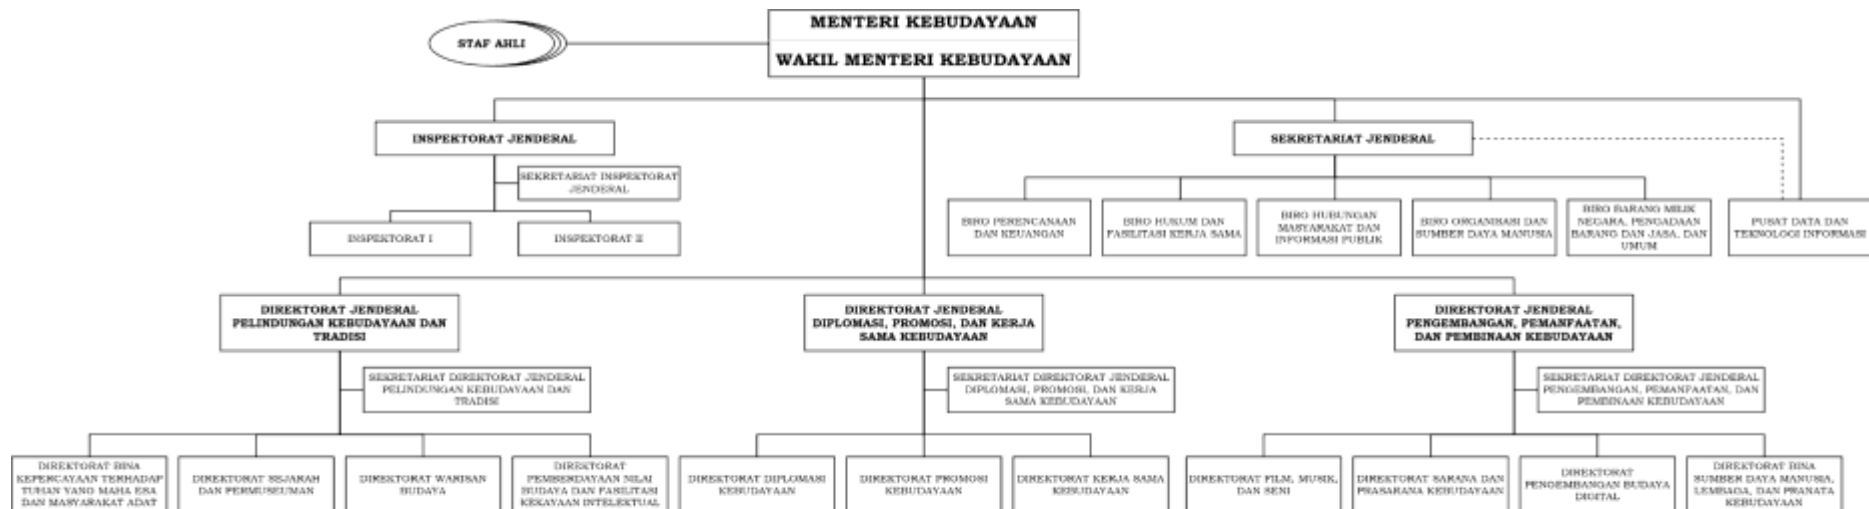 MENTERI KEBUDAYAAN
STAF AHLI
WAKIL MENTERI KEBUDAYAAN
INSPEKTORAT JENDERAL
SEKRETARIAT JENDERAL
SEKRETARIAT INSPEKTORAT
JENDERAL
INSPEKTORAT I
INSPEKTORAT II
BIRO PERENCANAAN
DAN KEUANGAN
BIRO HUKUM DAN
FASILITASI KERJA SAMA
BIRO HUBUNGAN
MASYARAKAT DAN
INFORMASI PUBLIK
BIRO ORGANISASI DAN
SUMBER DAYA MANUSIA
BIRO BARANG MILIK
NEGARA, PENGADAAN
BARANG DAN JASA, DAN
UMUM
PUSAT DATA DAN
TEKNOLOGI INFORMASI
DIREKTORAT JENDERAL
PELINDUNGAN KEBUDAYAAN DAN
TRADISI
DIREKTORAT JENDERAL
DIPLOMASI, PROMOSI, DAN KERJA
SAMA KEBUDAYAAN
DIREKTORAT JENDERAL
PENGEMBANGAN, PEMANFAATAN,
DAN PEMBINAAN KEBUDAYAAN
SEKRETARIAT DIREKTORAT JENDERAL
PELINDUNGAN KEBUDAYAAN DAN
TRADISI
SEKRETARIAT DIREKTORAT JENDERAL
DIPLOMASI, PROMOSI, DAN KERJA
SAMA KEBUDAYAAN
SEKRETARIAT DIREKTORAT JENDERAL
PENGEMBANGAN, PEMANFAATAN, DAN
PEMBINAAN KEBUDAYAAN
DIREKTORAT BINA
KEPERCAYAAN TERHADAP
TUHAN YANG MAHA ESA
DAN MASYARAKAT ADAT
DIREKTORAT SEJARAH
DAN PERMUSEUMAN
DIREKTORAT WARISAN
BUDAYA
DIREKTORAT
PEMBERDAYAAN NILAI
BUDAYA DAN FASILITASI
KEKAYAAN INTELEKTUAL
DIREKTORAT DIPLOMASI
KEBUDAYAAN
DIREKTORAT PROMOSI
KEBUDAYAAN
DIREKTORAT KERJA SAMA
KEBUDAYAAN
DIREKTORAT FILM, MUSIK,
DAN SENI
DIREKTORAT SARANA DAN
PRASARANA KEBUDAYAAN
DIREKTORAT
PENGEMBANGAN BUDAYA
DIGITAL
DIREKTORAT BINA
SUMBER DAYA MANUSIA,
LEMBAGA, DAN PRANATA
KEBUDAYAAN